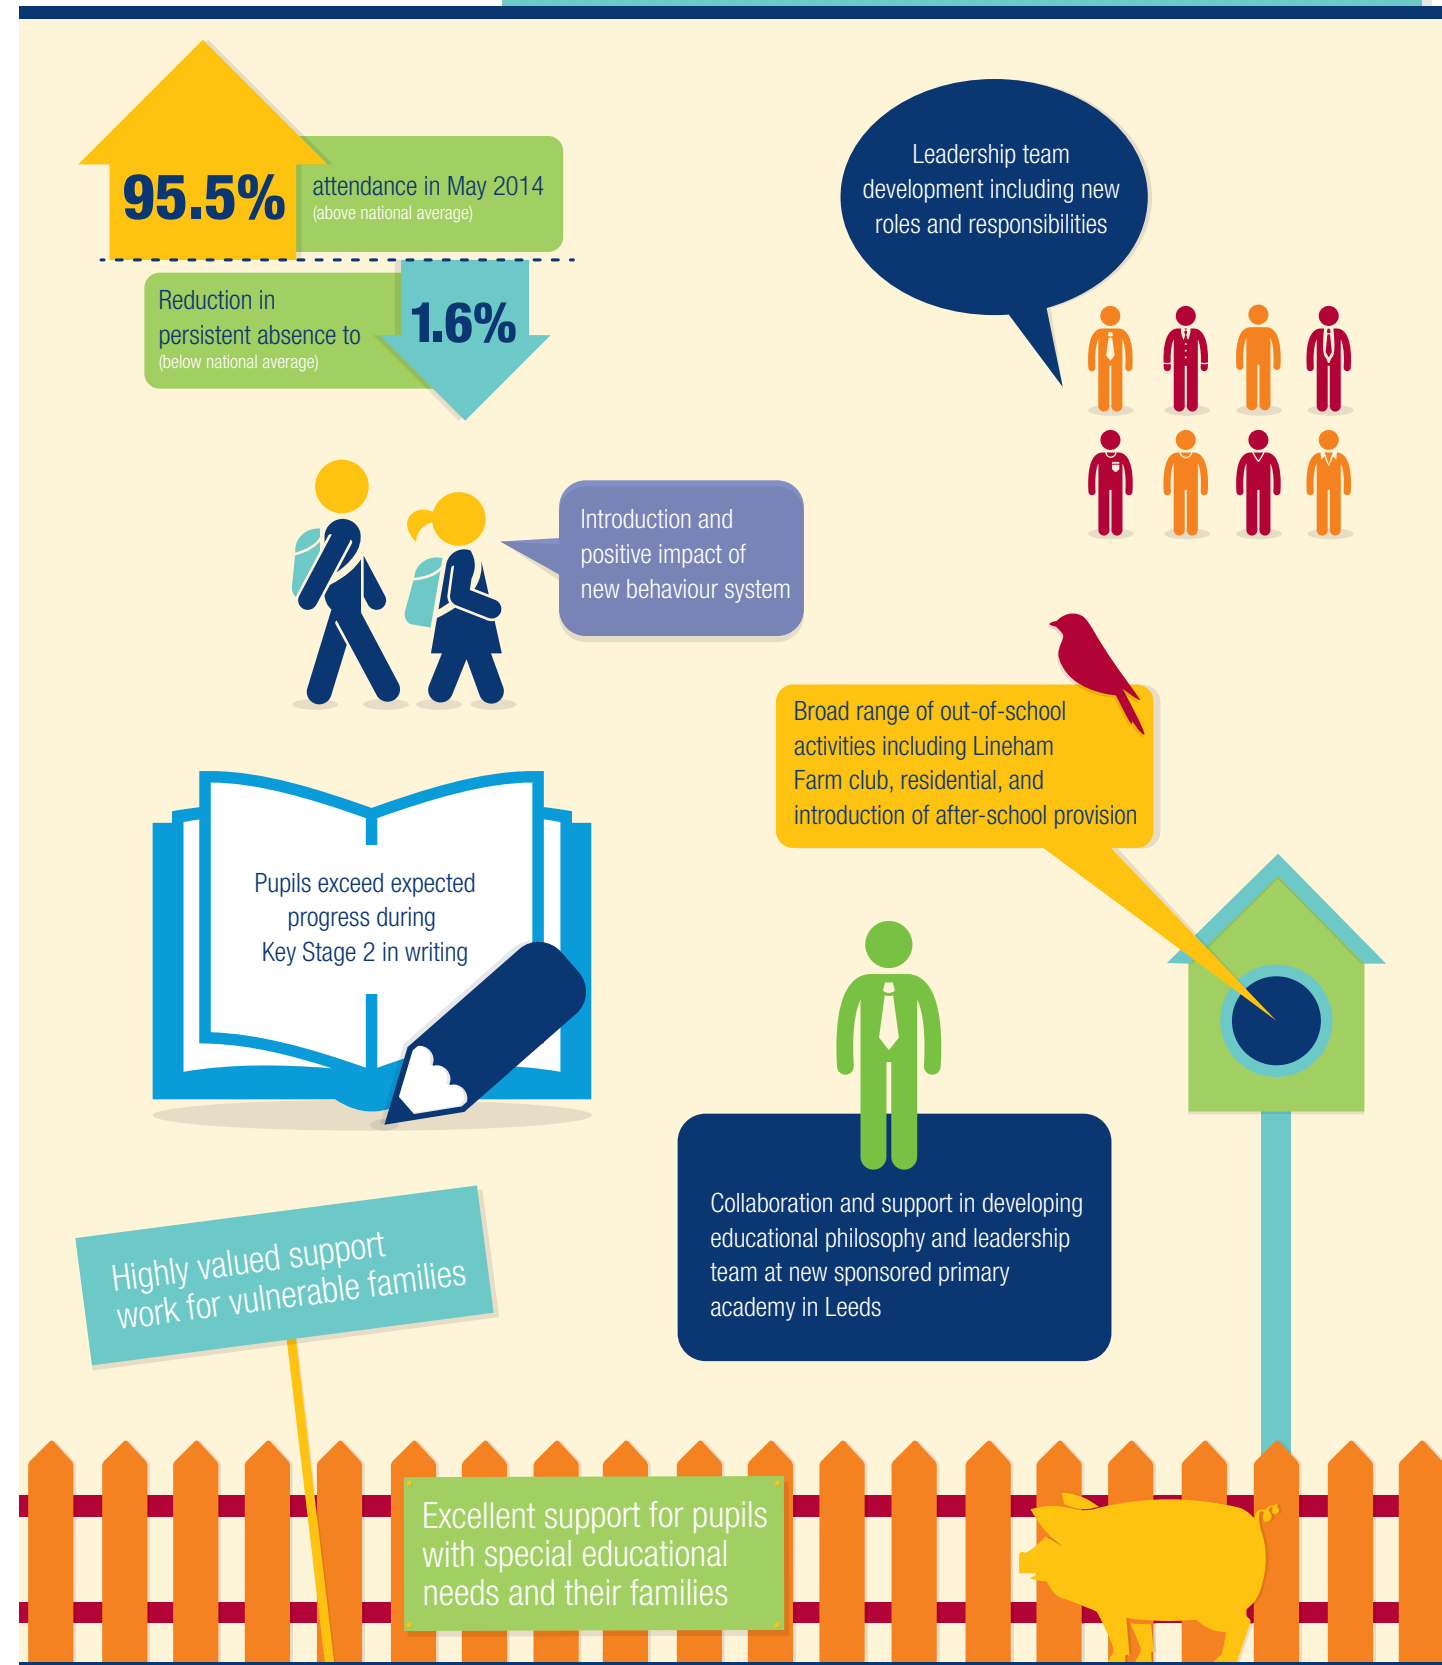 95.5%
attendance in May 2014
(above national average)
Reduction in
persistent absence to
(below national average)
1.6%
Leadership team
development including new
roles and responsibilities
Introduction and
positive impact of
new behaviour system
Broad range of out-of-school
activities including Lineham
Farm club, residential, and
introduction of after-school provision
Pupils exceed expected
progress during
Key Stage 2 in writing
Collaboration and support in developing
educational philosophy and leadership
team at new sponsored primary
academy in Leeds
Highly valued support
work for vulnerable families
Excellent support for pupils
with special educational
needs and their families